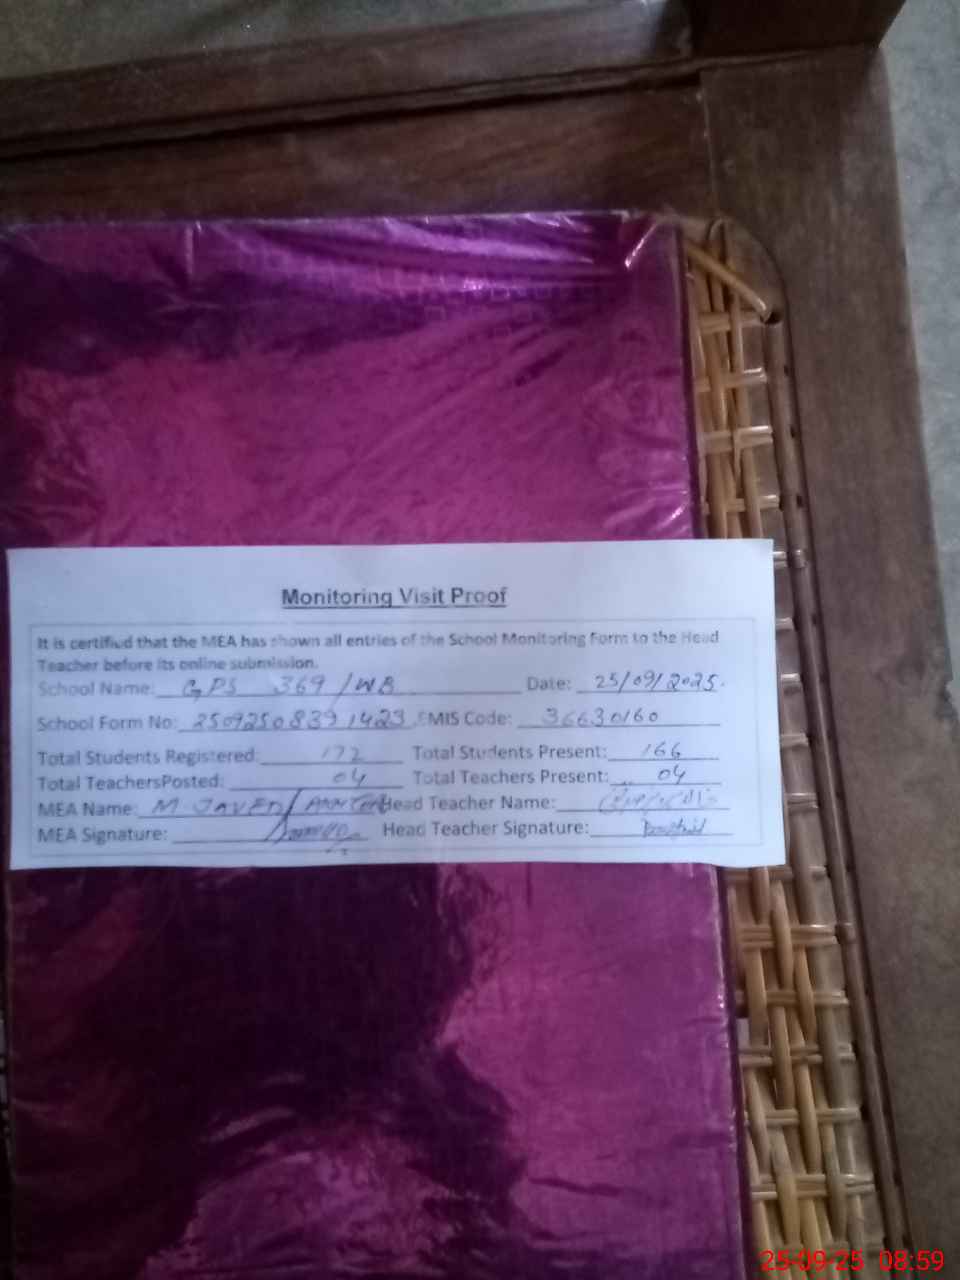 Monitoring Visit Proof
It is certified that the MEA has shown all entries of the School Monitoring Form to the Head
Teacher before its online submission.
School Name: GPS 369/WB Date: 25/09/2025
School Form No: 2509250839 1423 EMIS Code: 36630160
Total Students Registered: 172 Total Students Present: 166
Total TeachersPosted: 04 Total Teachers Present: 04
MEA Name: M JAVED Head Teacher Name:
MEA Signature: Head Teacher Signature:
25-09-25 08:59